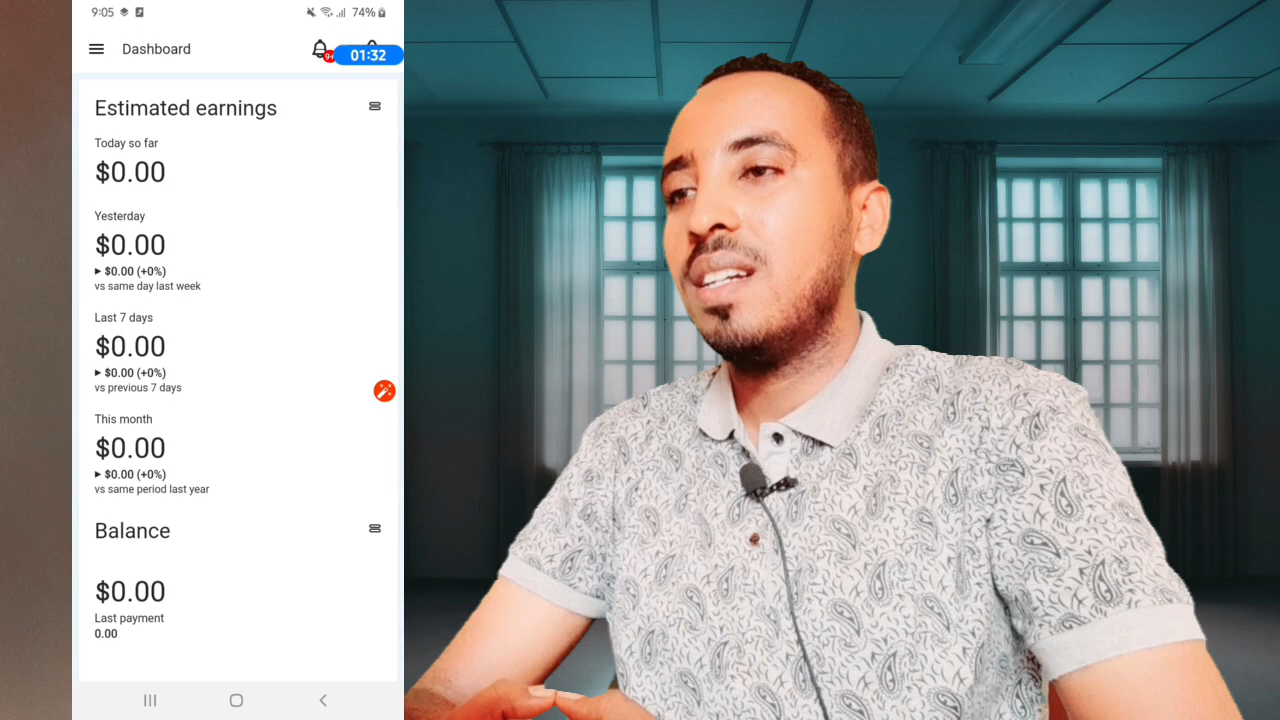 9:05
74%
Dashboard
9+
01:32
Estimated earnings
Today so far
$0.00
Yesterday
$0.00
$0.00 (+0%)
vs same day last week
Last 7 days
$0.00
$0.00 (+0%)
vs previous 7 days
This month
$0.00
$0.00 (+0%)
vs same period last year
Balance
$0.00
Last payment
0.00